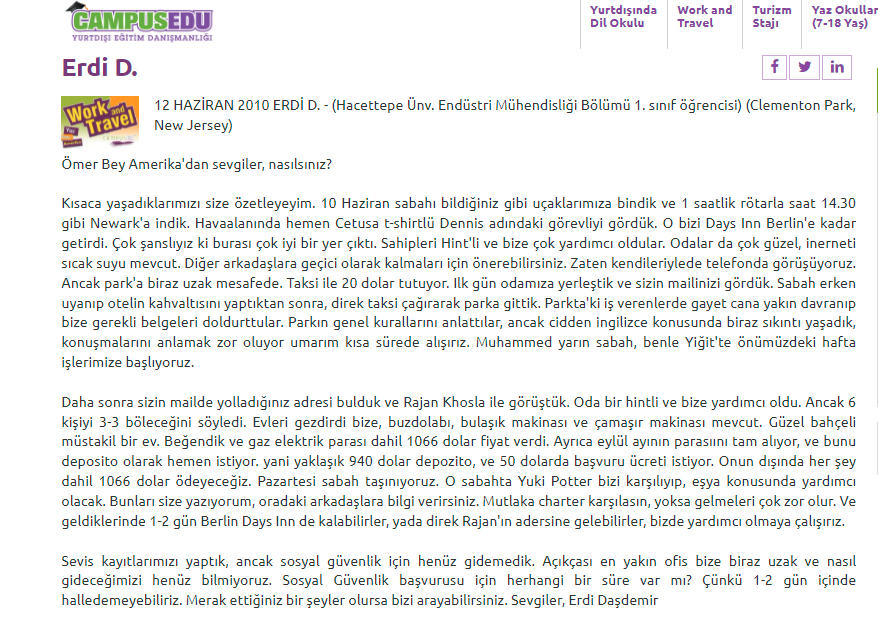 CAMPUSEDU
YURTDIŞI EĞİTİM DANIŞMANLIĞI
Yurtdışında
Dil Okulu
Work and
Travel
Turizm
Stajı
Yaz Okullar
(7-18 Yaş)
Erdi D.
Work and
Travel
12 HAZİRAN 2010 ERDİ D. - (Hacettepe Ünv. Endüstri Mühendisliği Bölümü 1. sınıf öğrencisi) (Clementon Park,
New Jersey)
Ömer Bey Amerika'dan sevgiler, nasılsınız?
Kısaca yaşadıklarımızı size özetleyeyim. 10 Haziran sabahı bildiğiniz gibi uçaklarımıza bindik ve 1 saatlik rötarla saat 14.30
gibi Newark'a indik. Havaalanında hemen Cetusa t-shirtlü Dennis adındaki görevliyi gördük. O bizi Days Inn Berlin'e kadar
getirdi. Çok şanslıyız ki burası çok iyi bir yer çıktı. Sahipleri Hint'li ve bize çok yardımcı oldular. Odalar da çok güzel, inerneti
sıcak suyu mevcut. Diğer arkadaşlara geçici olarak kalmaları için önerebilirsiniz. Zaten kendileriylede telefonda görüşüyoruz.
Ancak park'a biraz uzak mesafede. Taksi ile 20 dolar tutuyor. Ilk gün odamıza yerleştik ve sizin mailinizi gördük. Sabah erken
uyanıp otelin kahvaltısını yaptıktan sonra, direk taksi çağırarak parka gittik. Parkta'ki iş verenlerde gayet cana yakın davranıp
bize gerekli belgeleri doldurttular. Parkın genel kurallarını anlattılar, ancak cidden ingilizce konusunda biraz sıkıntı yaşadık,
konuşmalarını anlamak zor oluyor umarım kısa sürede alışırız. Muhammed yarın sabah, benle Yiğit'te önümüzdeki hafta
işlerimize başlıyoruz.
Daha sonra sizin mailde yolladığınız adresi bulduk ve Rajan Khosla ile görüştük. Oda bir hintli ve bize yardımcı oldu. Ancak 6
kişiyi 3-3 böleceğini söyledi. Evleri gezdirdi bize, buzdolabı, bulaşık makinası ve çamaşır makinası mevcut. Güzel bahçeli
müstakil bir ev. Beğendik ve gaz elektrik parası dahil 1066 dolar fiyat verdi. Ayrıca eylül ayının parasıını tam alıyor, ve bunu
deposito olarak hemen istiyor. yani yaklaşık 940 dolar depozito, ve 50 dolarda başvuru ücreti istiyor. Onun dışında her şey
dahil 1066 dolar ödeyeceğiz. Pazartesi sabah taşınıyoruz. O sabahta Yuki Potter bizi karşılıyıp, eşya konusunda yardımcı
olacak. Bunları size yazıyorum, oradaki arkadaşlara bilgi verirsiniz. Mutlaka charter karşılasın, yoksa gelmeleri çok zor olur. Ve
geldiklerinde 1-2 gün Berlin Days Inn de kalabilirler, yada direk Rajan'ın adersine gelebilirler, bizde yardımcı olmaya çalışırız.
Sevis kayıtlarımızı yaptık, ancak sosyal güvenlik için henüz gidemedik. Açıkçası en yakın ofis bize biraz uzak ve nasıl
gideceğimizi henüz bilmiyoruz. Sosyal Güvenlik başvurusu için herhangi bir süre var mı? Çünkü 1-2 gün içinde
halledemeyebiliriz. Merak ettiğiniz bir şeyler olursa bizi arayabilirsiniz. Sevgiler, Erdi Daşdemir